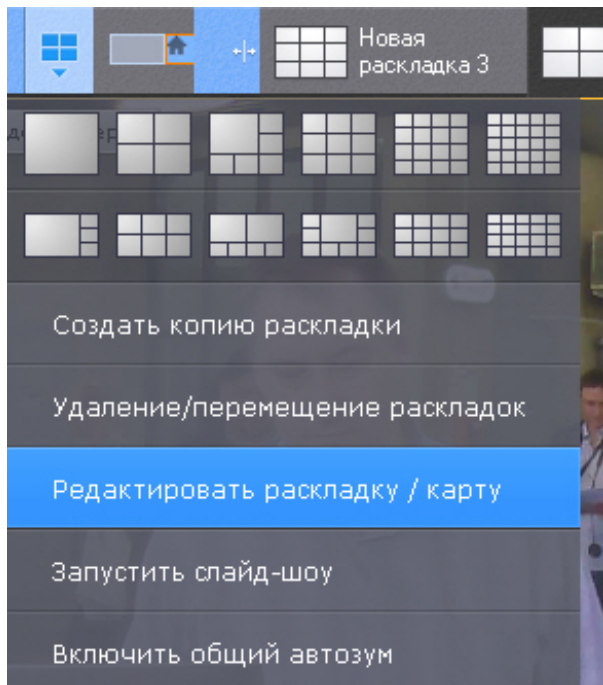 Новая
раскладка 3
Создать копию раскладки
Удаление/перемещение раскладок
Редактировать раскладку / карту
Запустить слайд-шоу
Включить общий автозум